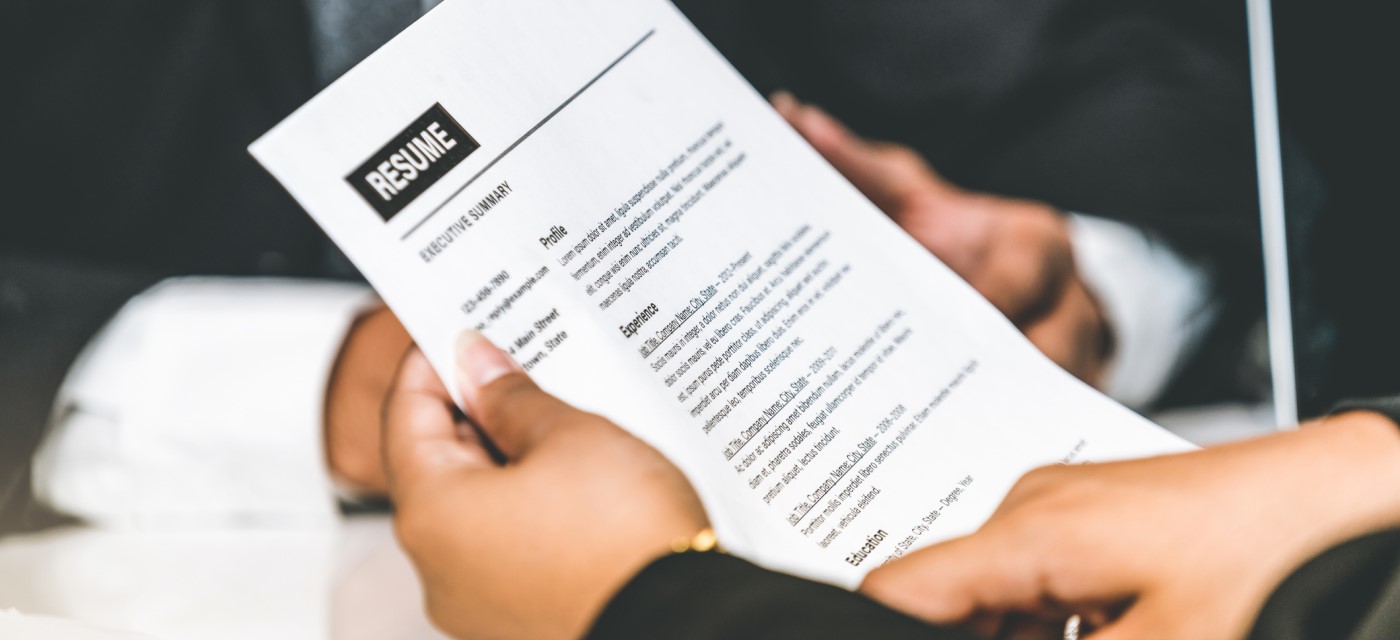 RESUME
EXECUTIVE SUMMARY
(123)-456-7890
reply@example.com
Main Street
town, State
Profile
Lorem ipsum dolor sit amet, ligula suspendisse nulla pretium, rhoncus tempor
fermentum, enim integer ad vestibulum volutpat. Nisl rhoncus turpis est, vel
elit, congue wisi enim nunc ultricies sit, magna tincidunt. Maecenas aliquam
maecenas ligula nostra, accumsan taciti.
Experience
Job Title, Company Name; City, State – 2012-Present
Sociis mauris in integer, a dolor netus non dui aliquet, sagittis felis sodales,
dolor sociis mauris, vel eu libero cras. Faucibus at. Arcu habitasse elementum
est, ipsum purus pede porttitor class, ut adipiscing, aliquet sed auctor,
imperdiet arcu per diam dapibus libero duis. Enim eros in vel, volutpat nec
pellentesque leo, temporibus scelerisque nec.
Job Title, Company Name; City, State – 2009-2011
Ac dolor ac adipiscing amet bibendum nullam, lacus molestie ut libero nec,
diam et, pharetra sodales, feugiat ullamcorper id tempor id vitae. Mauris
pretium aliquet, lectus tincidunt.
Job Title, Company Name; City, State – 2006-2008
Porttitor mollis imperdiet libero senectus pulvinar. Etiam molestie mauris ligula
laoreet, vehicula eleifend.
Education
of State, City, State – Degree, Year